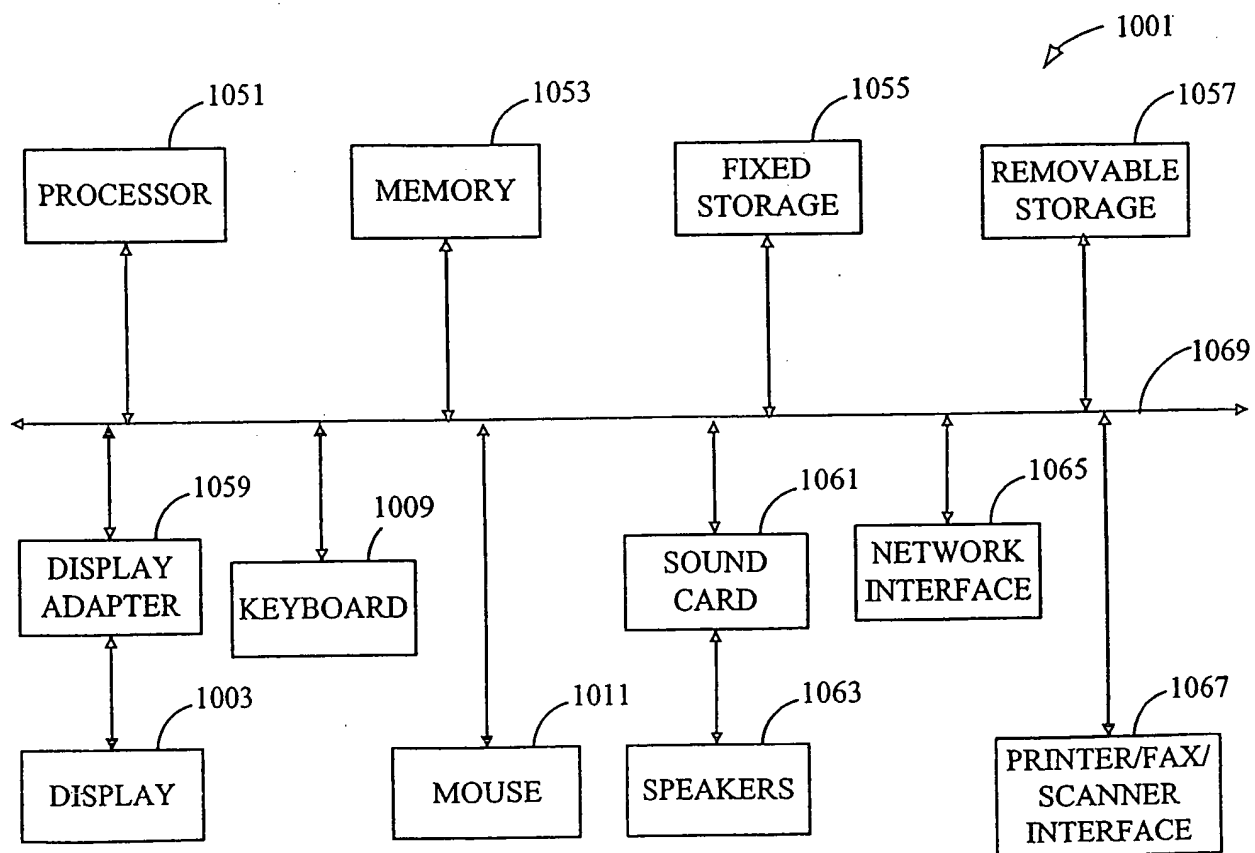 1001
1051
1053
1055
1057
PROCESSOR
MEMORY
FIXED
STORAGE
REMOVABLE
STORAGE
1069
1059
1009
1061
1065
DISPLAY
ADAPTER
KEYBOARD
SOUND
CARD
NETWORK
INTERFACE
1003
1011
1063
1067
DISPLAY
MOUSE
SPEAKERS
PRINTER/FAX/
SCANNER
INTERFACE